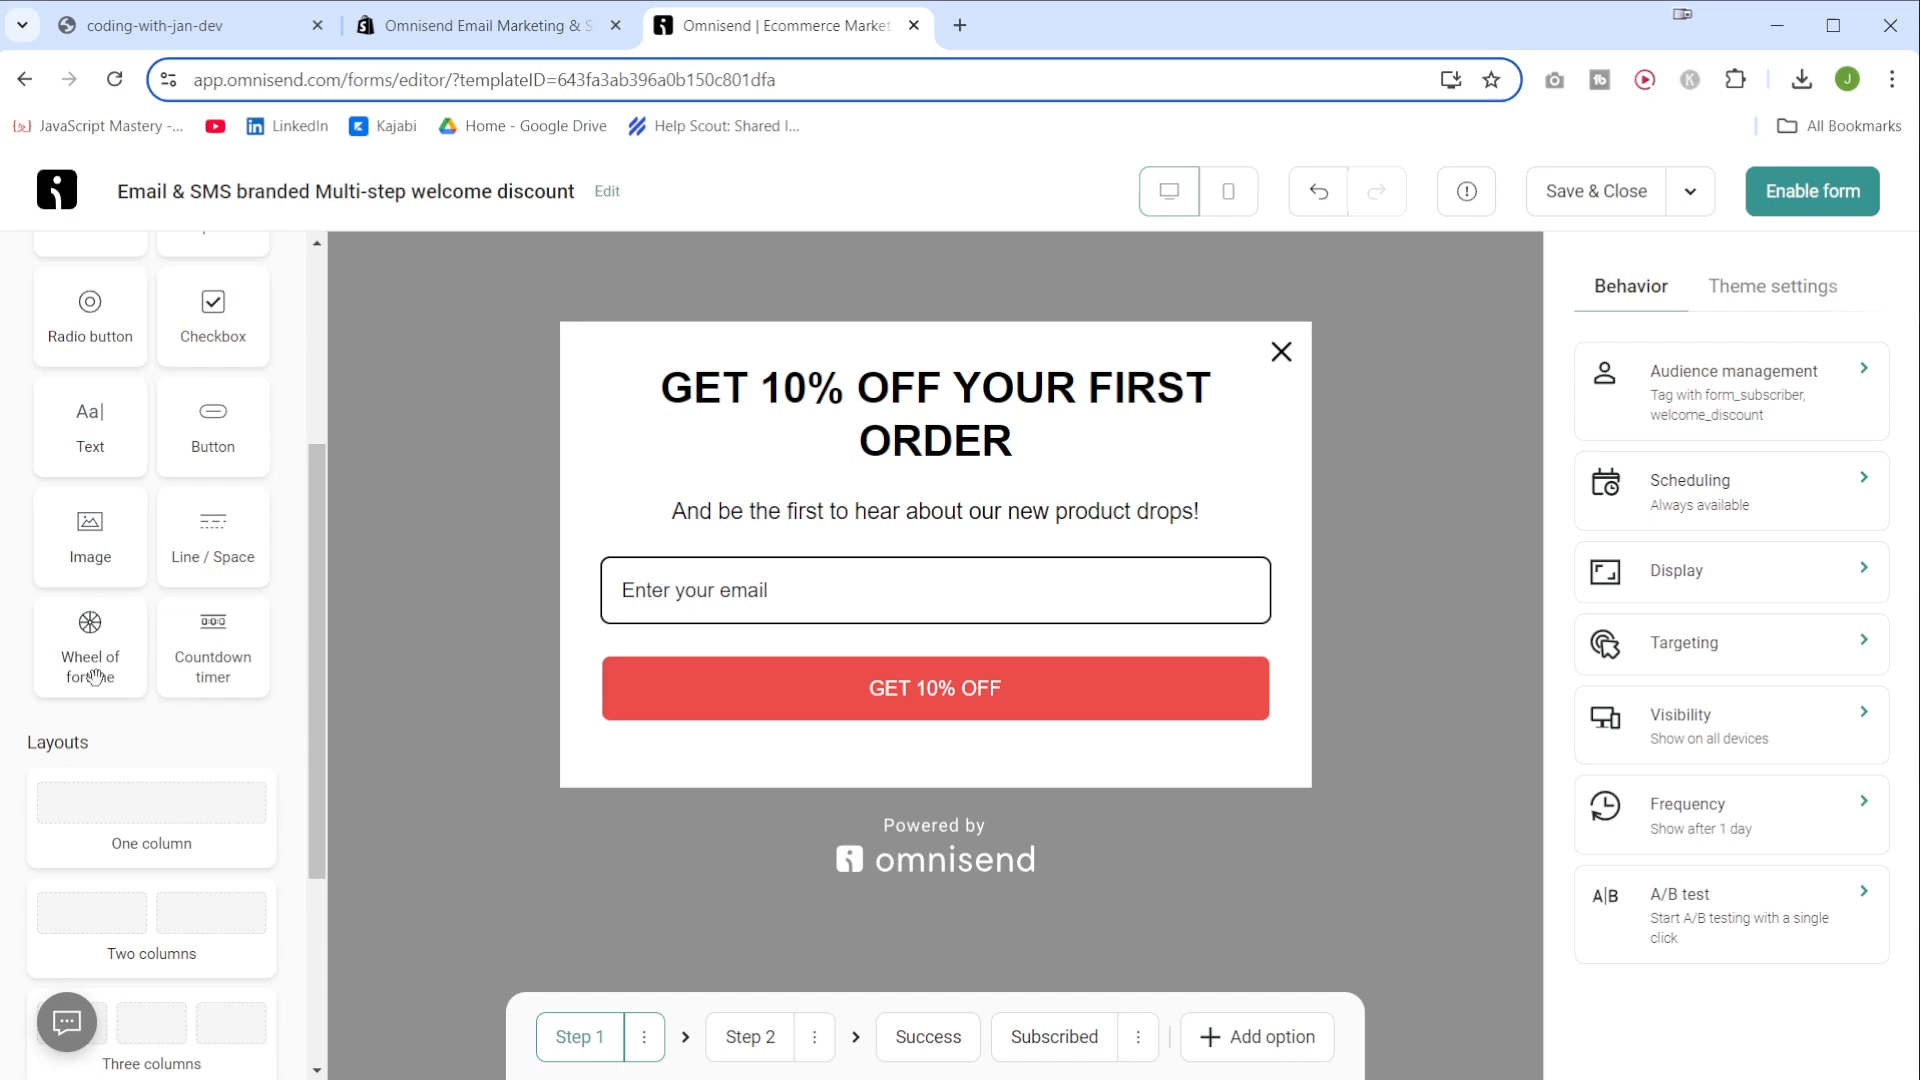 coding-with-jan-dev
Omnisend Email Marketing & S
Omnisend | Ecommerce Market
app.omnisend.com/forms/editor/?templateID=643fa3ab396a0b150c801dfa
tb
K
J
JavaScript Mastery -...
LinkedIn
Kajabi
Home - Google Drive
Help Scout: Shared I...
All Bookmarks
Email & SMS branded Multi-step welcome discount
Edit
Save & Close
Enable form
Radio button
Checkbox
Aa|
Text
Button
Image
Line / Space
Wheel of
Countdown
timer
Layouts
One column
Two columns
Three columns
GET 10% OFF YOUR FIRST
ORDER
And be the first to hear about our new product drops!
Enter your email
GET 10% OFF
Powered by
omnisend
Step 1
Step 2
Success
Subscribed
Add option
Behavior
Theme settings
Audience management
Tag with form_subscriber,
welcome_discount
Scheduling
Always available
Display
Targeting
Visibility
Show on all devices
Frequency
Show after 1 day
A|B
A/B test
Start A/B testing with a single
click